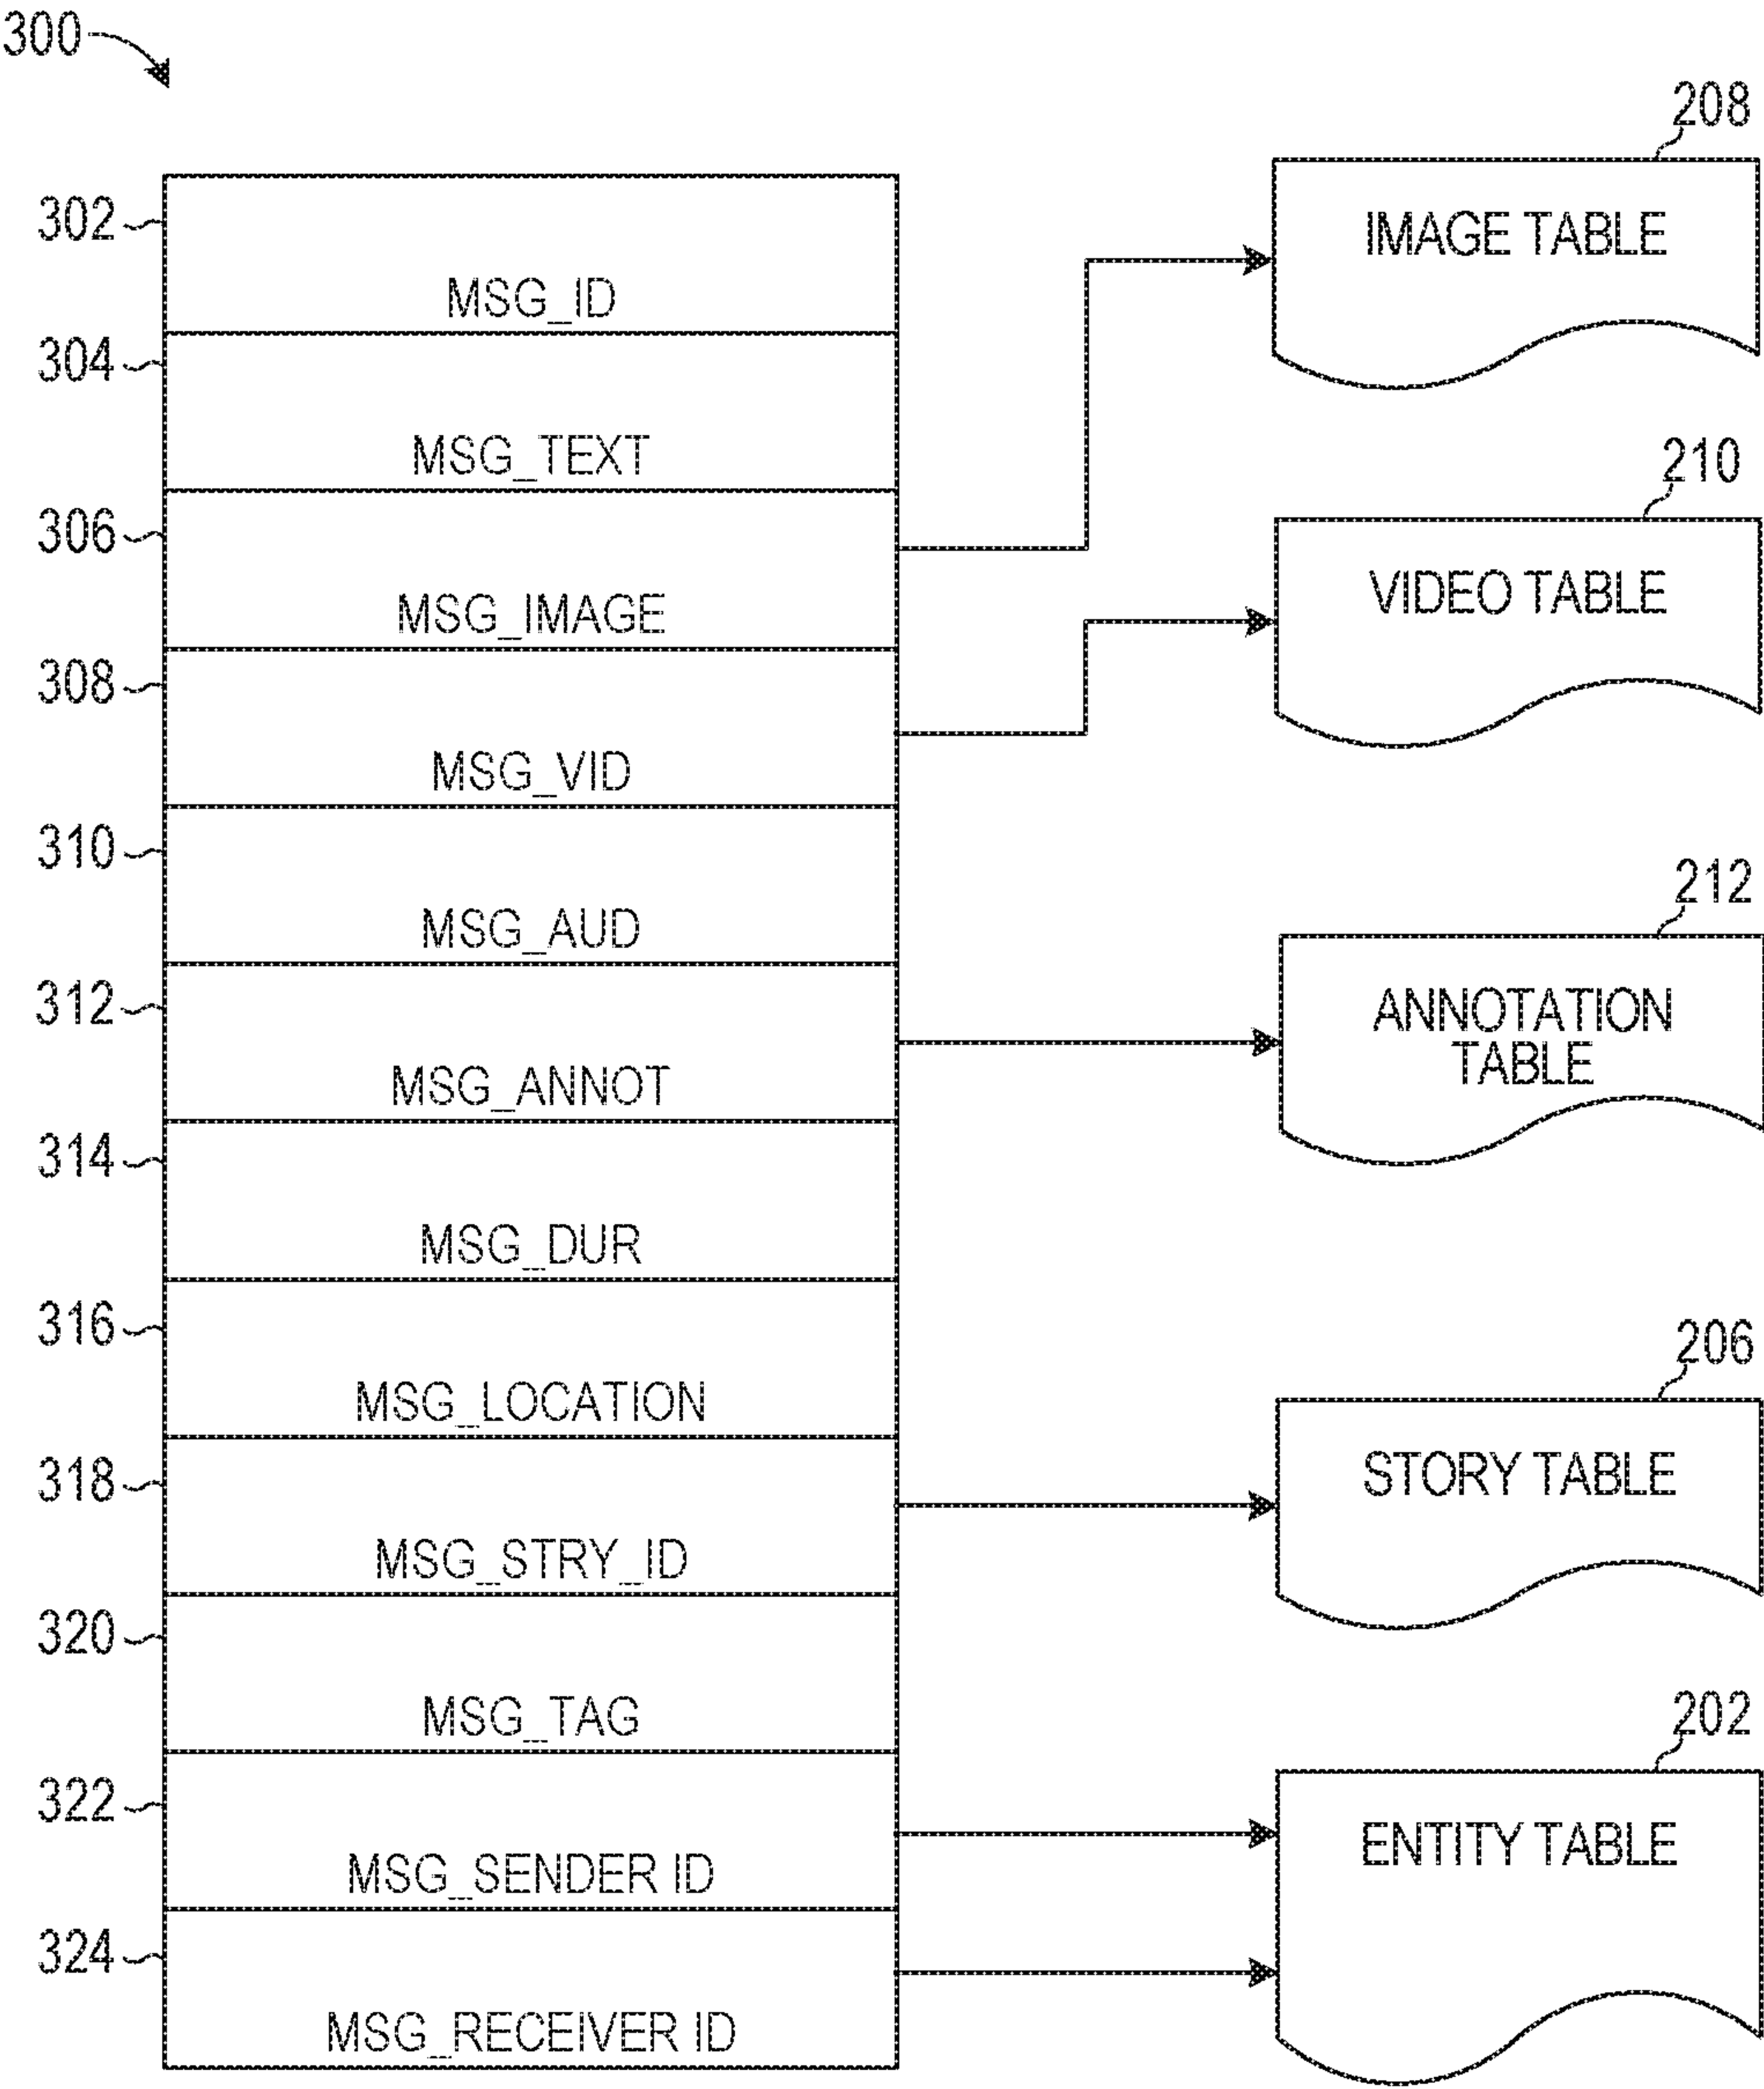 300
302
MSG_ID
304
MSG_TEXT
306
MSG_IMAGE
308
MSG_VID
310
MSG_AUD
312
MSG_ANNOT
314
MSG_DUR
316
MSG_LOCATION
318
MSG_STRY_ID
320
MSG_TAG
322
MSG_SENDER ID
324
MSG_RECEIVER ID
208
IMAGE TABLE
210
VIDEO TABLE
212
ANNOTATION
TABLE
206
STORY TABLE
202
ENTITY TABLE